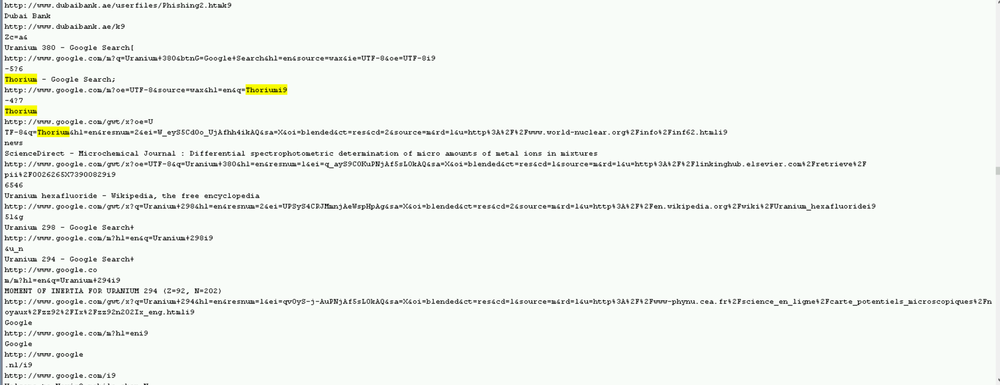 http://www.dubaibank.ae/userfiles/Phishing2.htmk9
Dubai Bank
http://www.dubaibank.ae/k9
Zc=a&
Uranium 380 - Google Search[
http://www.google.com/m?q=Uranium+380&btnG=Google+Search&hl=en&source=wax&ie=UTF-8&oe=UTF-8i9
-5?6
Thorium - Google Search;
http://www.google.com/m?oe=UTF-8&source=wax&hl=en&q=Thoriumi9
-4?7
Thorium
http://www.google.com/gwt/x?oe=U
TF-8&q=Thorium&hl=en&resnum=2&ei=W_eyS5CdOo_UjAfhh4ikAQ&sa=X&oi=blended&ct=res&cd=2&source=m&rd=1&u=http%3A%2F%2Fwww.world-nuclear.org%2Finfo%2Finf62.htmli9
news
ScienceDirect - Microchemical Journal : Differential spectrophotometric determination of micro amounts of metal ions in mixtures
http://www.google.com/gwt/x?oe=UTF-8&q=Uranium+380&hl=en&resnum=1&ei=q_ayS9COKuPNjAf5sLOkAQ&sa=X&oi=blended&ct=res&cd=1&source=m&rd=1&u=http%3A%2F%2Flinkinghub.elsevier.com%2Fretrieve%2F
pii%2F0026265X73900829i9
6546
Uranium hexafluoride - Wikipedia, the free encyclopedia
http://www.google.com/gwt/x?q=Uranium+298&hl=en&resnum=2&ei=UPSyS4CRJMmnjAeWspHpAg&sa=X&oi=blended&ct=res&cd=2&source=m&rd=1&u=http%3A%2F%2Fen.wikipedia.org%2Fwiki%2FUranium_hexafluoridei9
51&g
Uranium 298 - Google Search+
http://www.google.com/m?hl=en&q=Uranium+298i9
&u_n
Uranium 294 - Google Search+
http://www.google.co
m/m?hl=en&q=Uranium+294i9
MOMENT OF INERTIA FOR URANIUM 294 (Z=92, N=202)
http://www.google.com/gwt/x?q=Uranium+294&hl=en&resnum=1&ei=qvOyS-j-AuPNjAf5sLOkAQ&sa=X&oi=blended&ct=res&cd=1&source=m&rd=1&u=http%3A%2F%2Fwww-phynu.cea.fr%2Fscience_en_ligne%2Fcarte_potentiels_microscopiques%2Fn
oyaux%2Fzz92%2FIx%2Fzz92n202Ix_eng.htmli9
Google
http://www.google.com/m?hl=eni9
Google
http://www.google
.nl/i9
http://www.google.com/i9